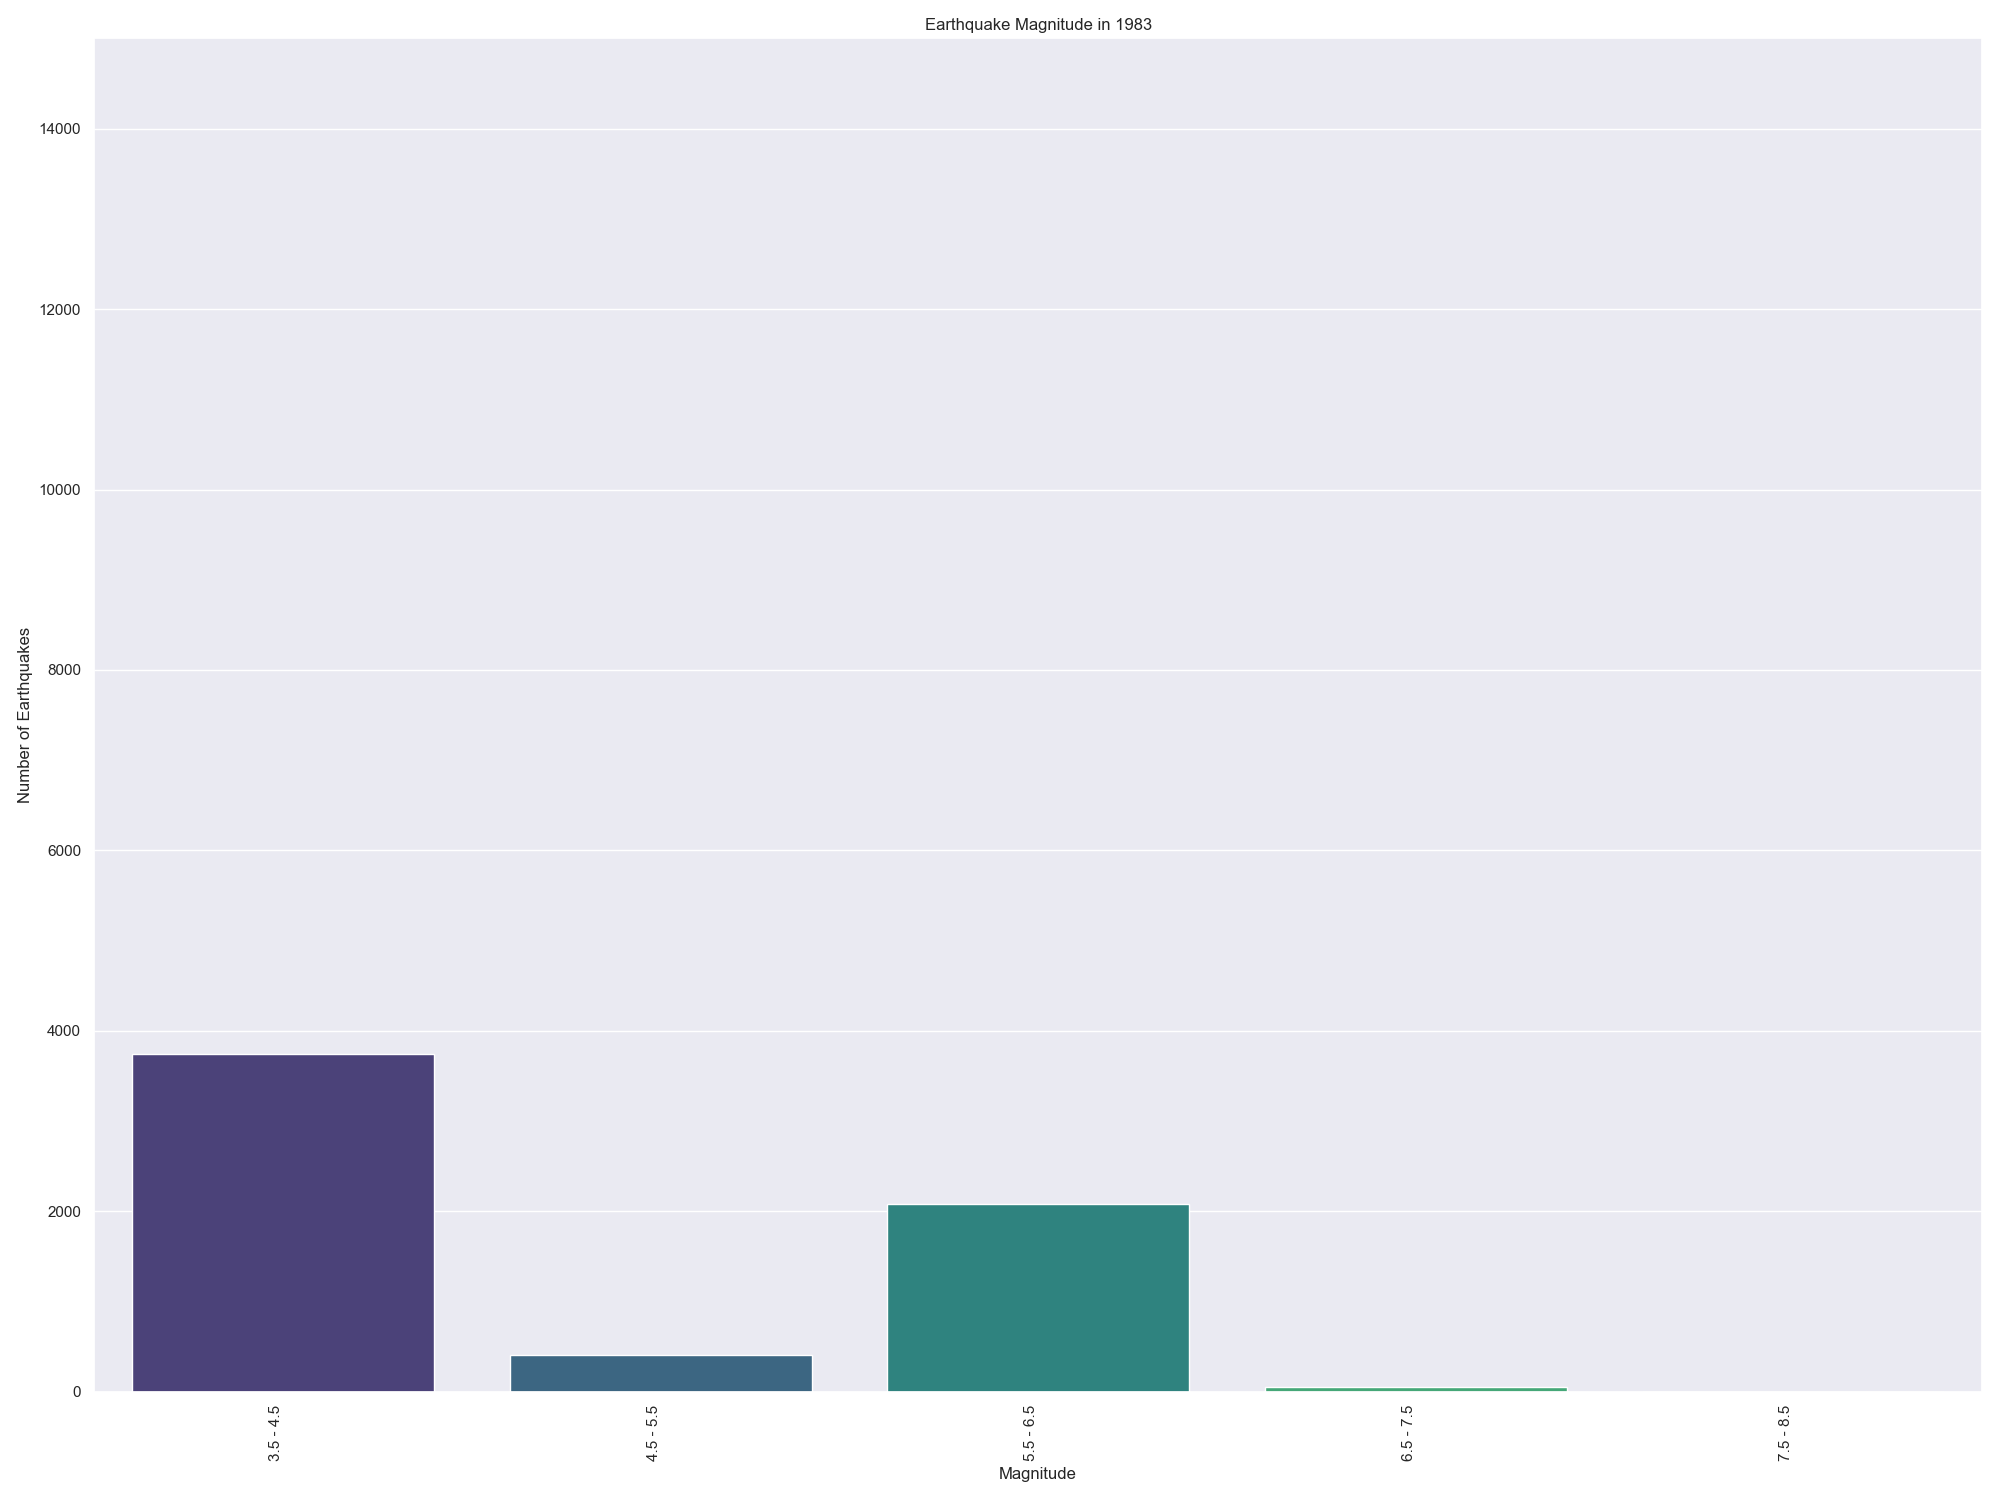 Earthquake Magnitude in 1983
Number of Earthquakes
14000
12000
10000
8000
6000
4000
2000
0
3.5 - 4.5
4.5 - 5.5
5.5 - 6.5
6.5 - 7.5
7.5 - 8.5
Magnitude